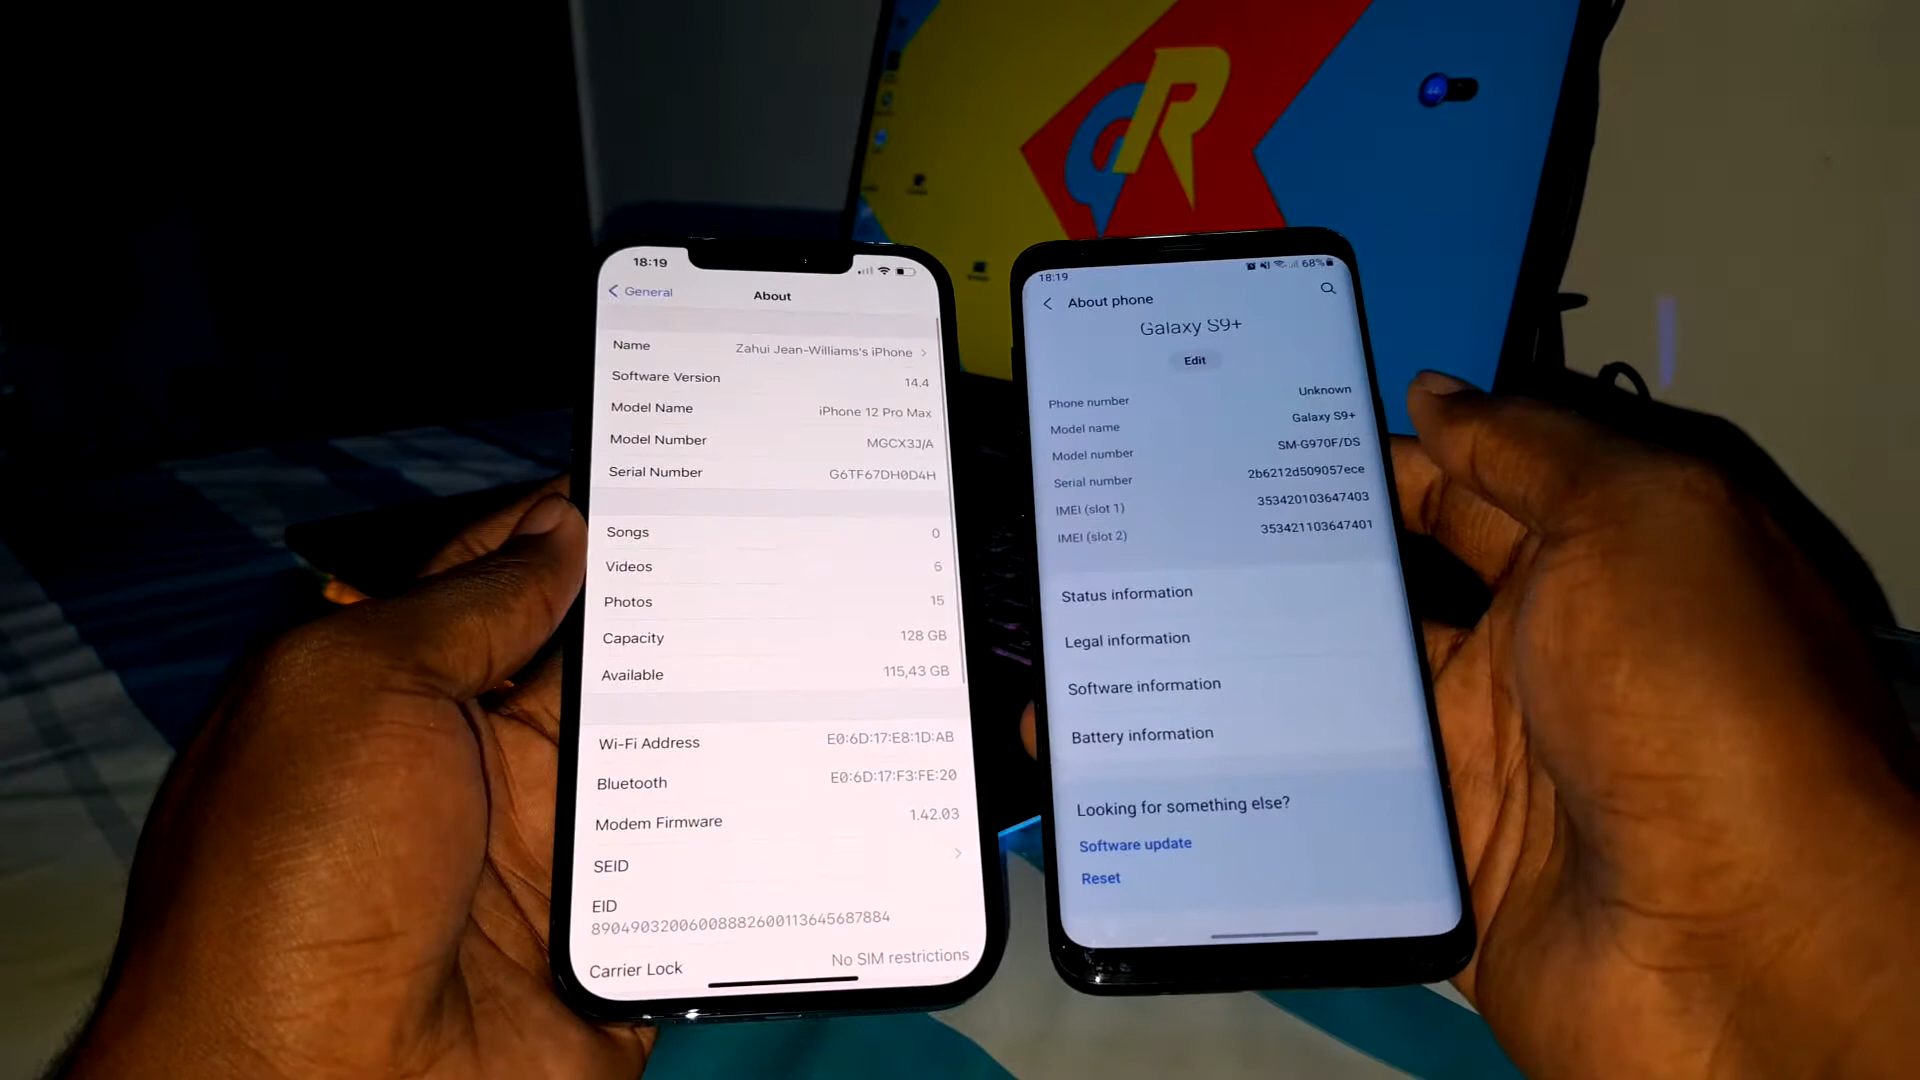 18:19
General
About
Name Zahui Jean-Williams's iPhone
Software Version 14.4
Model Name iPhone 12 Pro Max
Model Number MGCX3J/A
Serial Number G6TF67DH0D4H
Songs 0
Videos 6
Photos 15
Capacity 128 GB
Available 115,43 GB
Wi-Fi Address E0:6D:17:E8:1D:AB
Bluetooth E0:6D:17:F3:FE:20
Modem Firmware 1.42.03
SEID
EID
89049032006008882600113645687884
Carrier Lock No SIM restrictions
18:19 68%
About phone
Galaxy S9+
Edit
Phone number Unknown
Model name Galaxy S9+
Model number SM-G970F/DS
Serial number 2b6212d509057ece
IMEI (slot 1) 353420103647403
IMEI (slot 2) 353421103647401
Status information
Legal information
Software information
Battery information
Looking for something else?
Software update
Reset
R